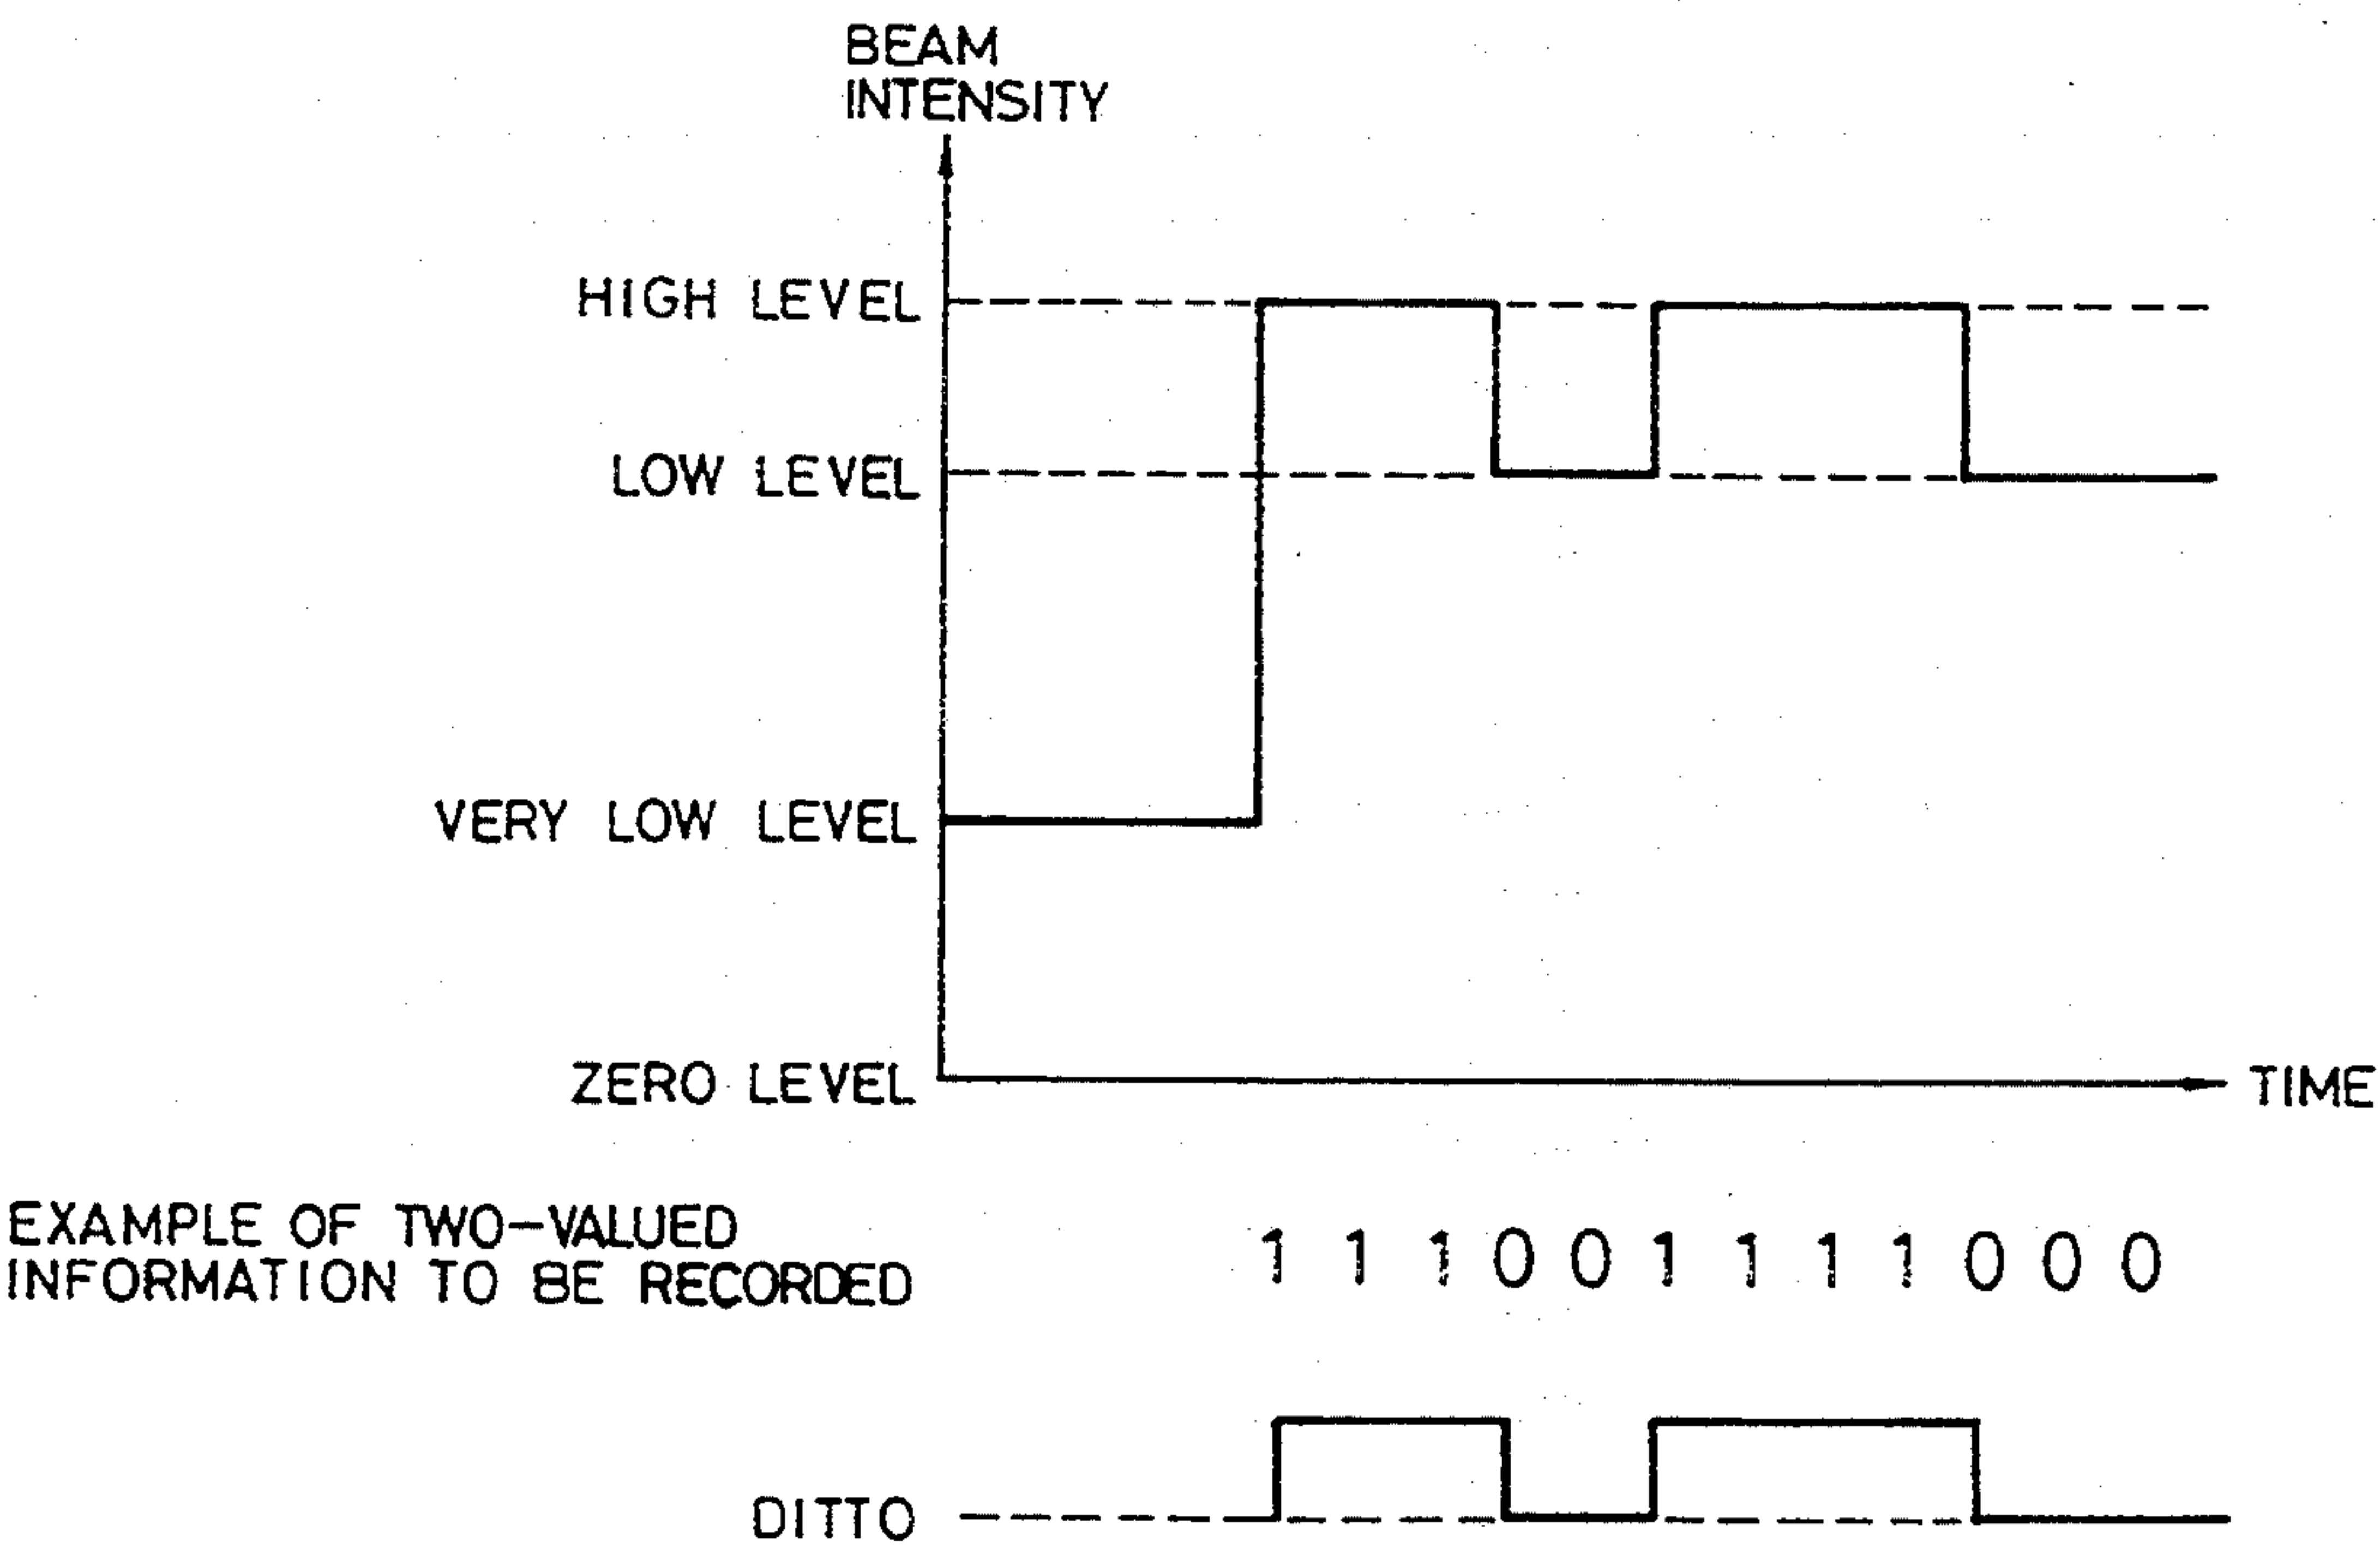 BEAM
INTENSITY
HIGH LEVEL
LOW LEVEL
VERY LOW LEVEL
ZERO LEVEL
TIME
EXAMPLE OF TWO-VALUED
INFORMATION TO BE RECORDED
1 1 1 0 0 1 1 1 1 0 0 0
DITTO